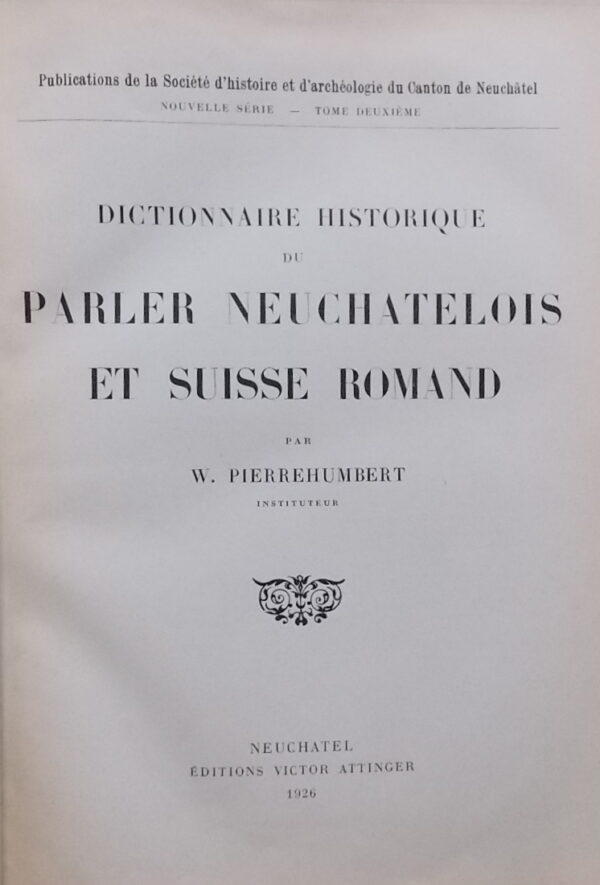 Publications de la Société d'histoire et d'archéologie du Canton de Neuchâtel
NOUVELLE SÉRIE — TOME DEUXIÈME
DICTIONNAIRE HISTORIQUE
DU
PARLER NEUCHATELOIS
ET SUISSE ROMAND
PAR
W. PIERREHUMBERT
INSTITUTEUR
NEUCHATEL
ÉDITIONS VICTOR ATTINGER
1926